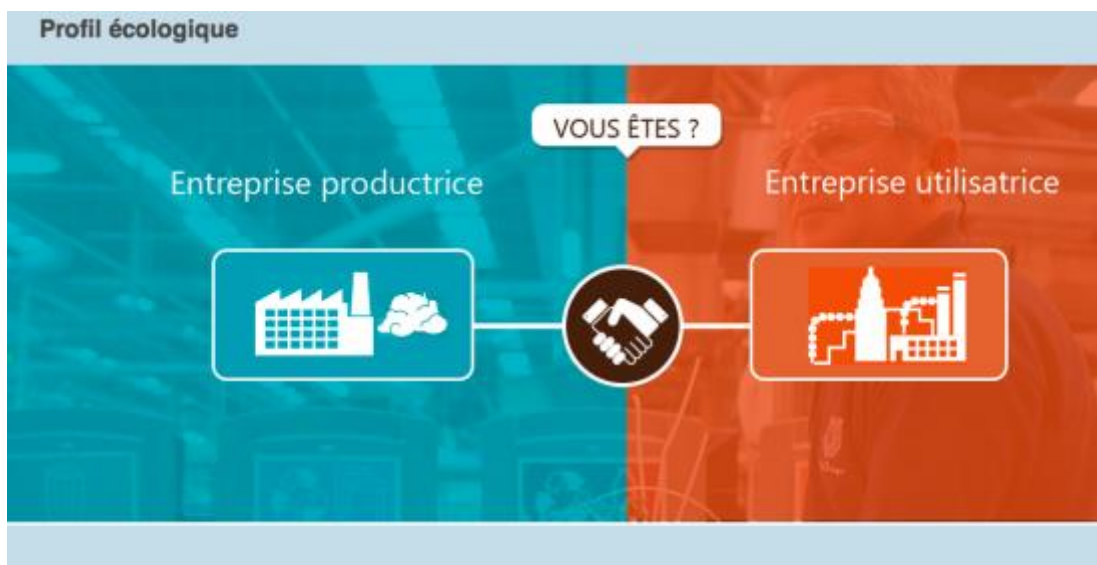 Profil écologique
VOUS ÊTES ?
Entreprise productrice
Entreprise utilisatrice